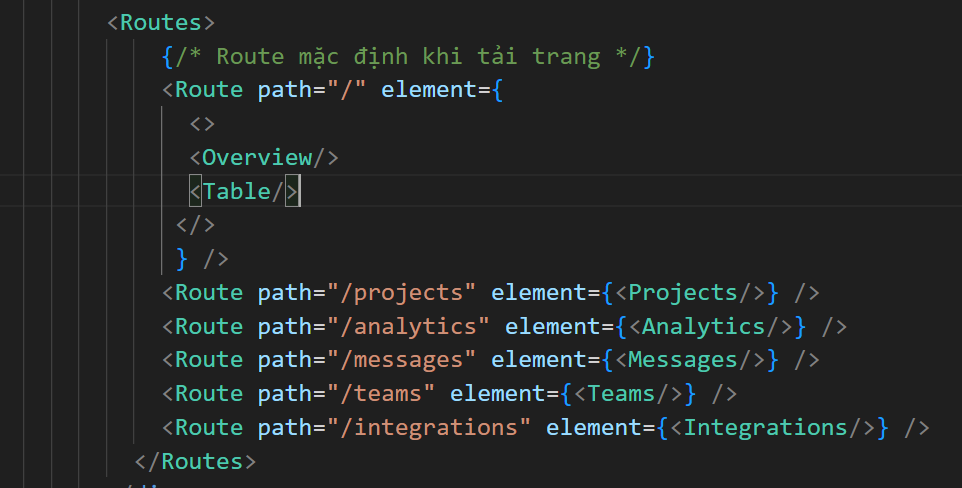 <Routes>
{/* Route mặc định khi tải trang */}
<Route path="/" element={
<>
<Overview/>
<Table/>
</>
} />
<Route path="/projects" element={<Projects/>} />
<Route path="/analytics" element={<Analytics/>} />
<Route path="/messages" element={<Messages/>} />
<Route path="/teams" element={<Teams/>} />
<Route path="/integrations" element={<Integrations/>} />
</Routes>